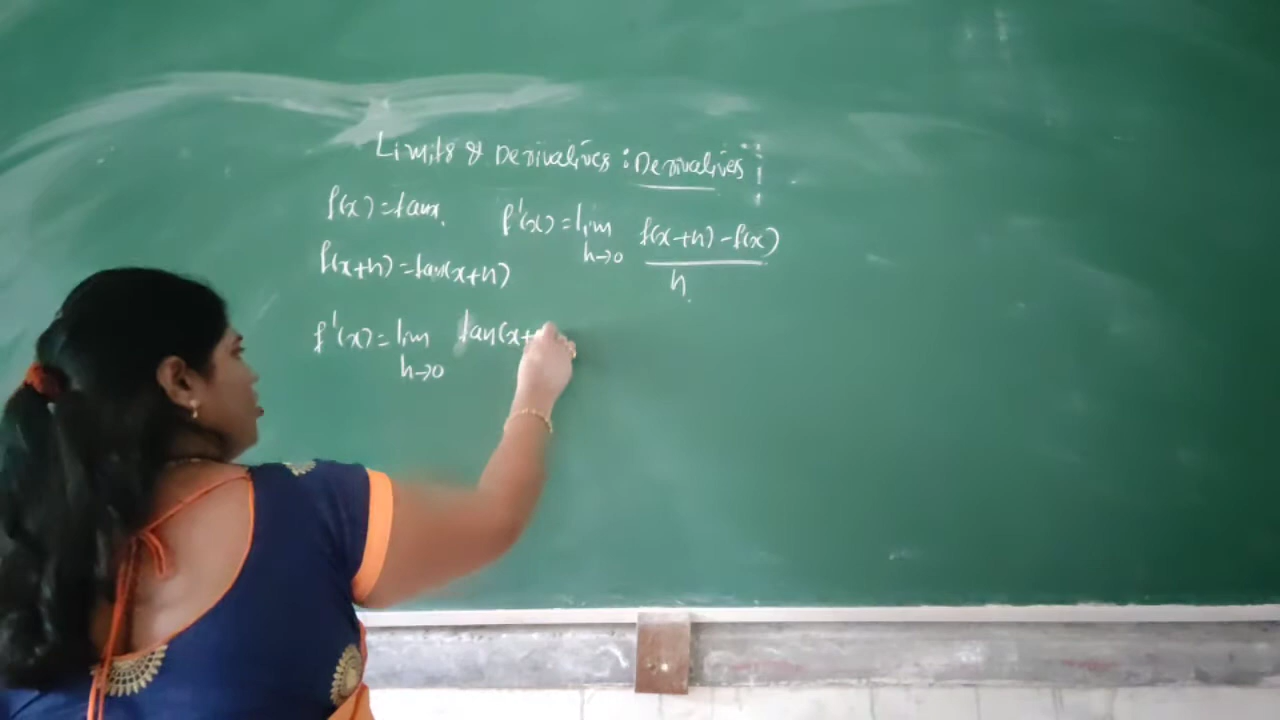 Limits & Derivatives : Derivatives
f(x) = tanx.
f'(x) = lim h→0 f(x+h) - f(x) / h
f(x+h) = tan(x+h)
f'(x) = lim h→0 tan(x+